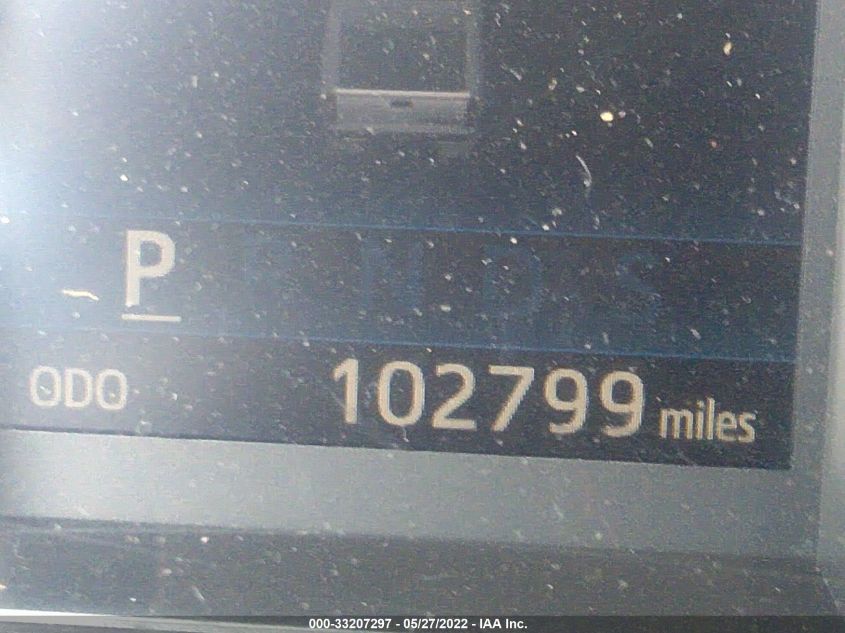 P N D S
ODO 102799 miles
000-33207297 - 05/27/2022 - IAA Inc.